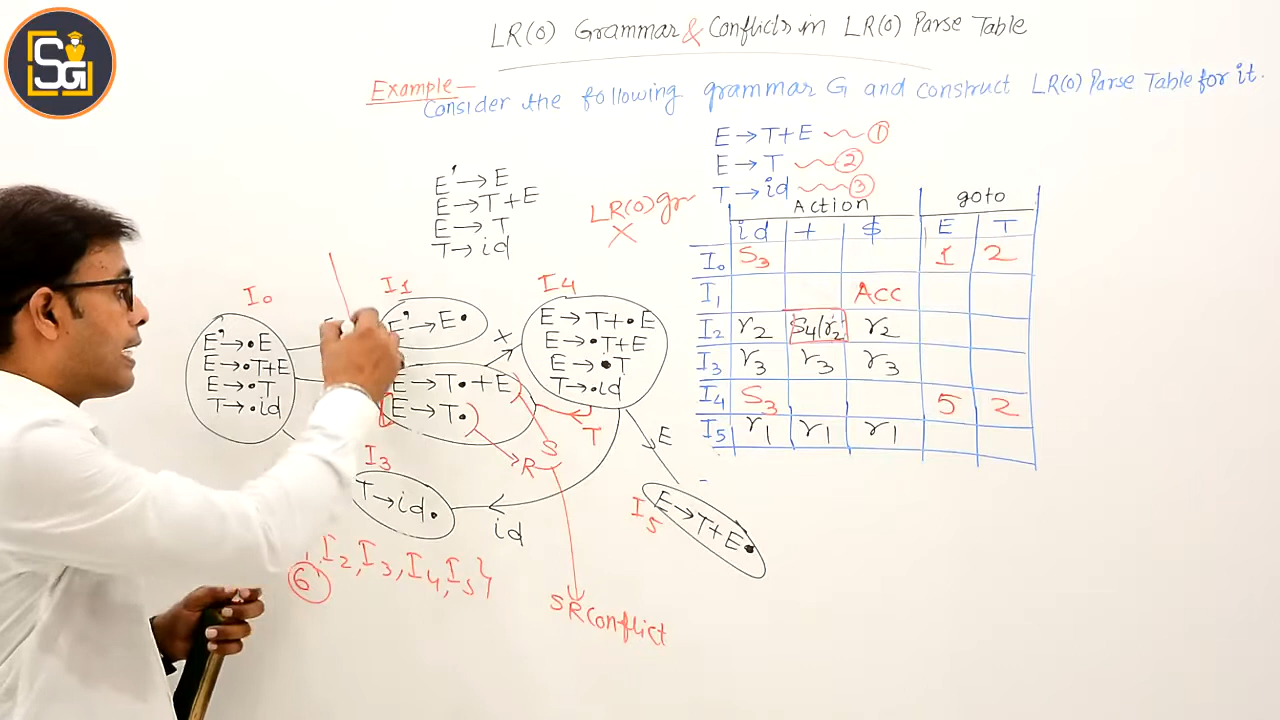 SG
LR(0) Grammar & Conflicts in LR(0) Parse Table
Example—
Consider the following grammar G and construct LR(0) Parse Table for it.
E→T+E ①
E→T ②
T→id ③
E'→E
E→T+E
E→T
T→id
LR(0) gr
X
Action goto
id + $ E T
I0 S3 1 2
I1 Acc
I2 r2 S4/r2 r2
I3 r3 r3 r3
I4 S3 5 2
I5 r1 r1 r1
I0
E'→•E
E→•T+E
E→•T
T→•id
I1
E'→E•
E→T•+E
E→T•
I4
E→T+•E
E→•T+E
E→•T
T→•id
T
E
S
R
I3
T→id•
id
I5
E→T+E•
6
I2, I3, I4, I5}
SR Conflict